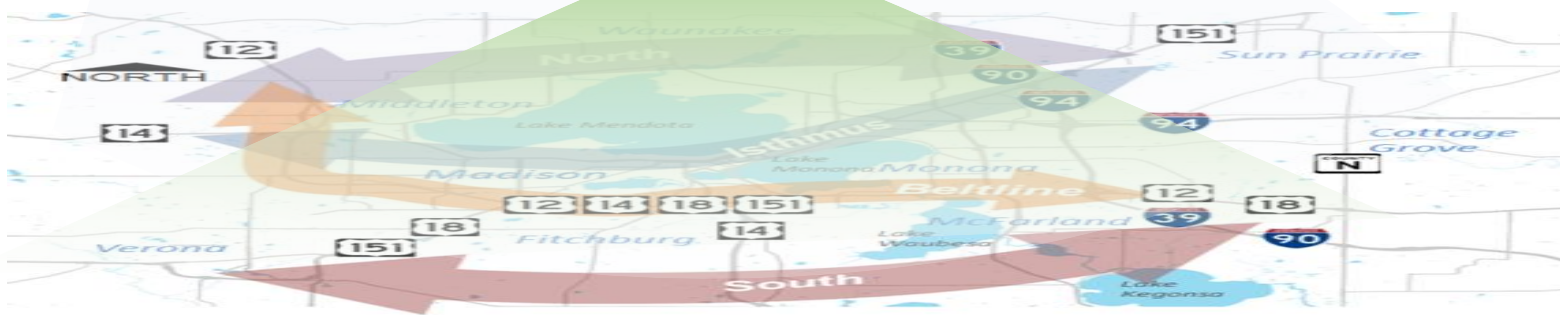 Waunakee
151
12
North
39
Sun Prairie
NORTH
90
94
Middleton
14
Lake Mendota
94
Isthmus
Cottage
Grove
Lake
Monona
Monona
COUNTY
N
Madison
Beltline
12
12
14
18
151
18
39
McFarland
18
14
Verona
151
Fitchburg
Lake
Waubesa
90
South
Lake
Kegonsa